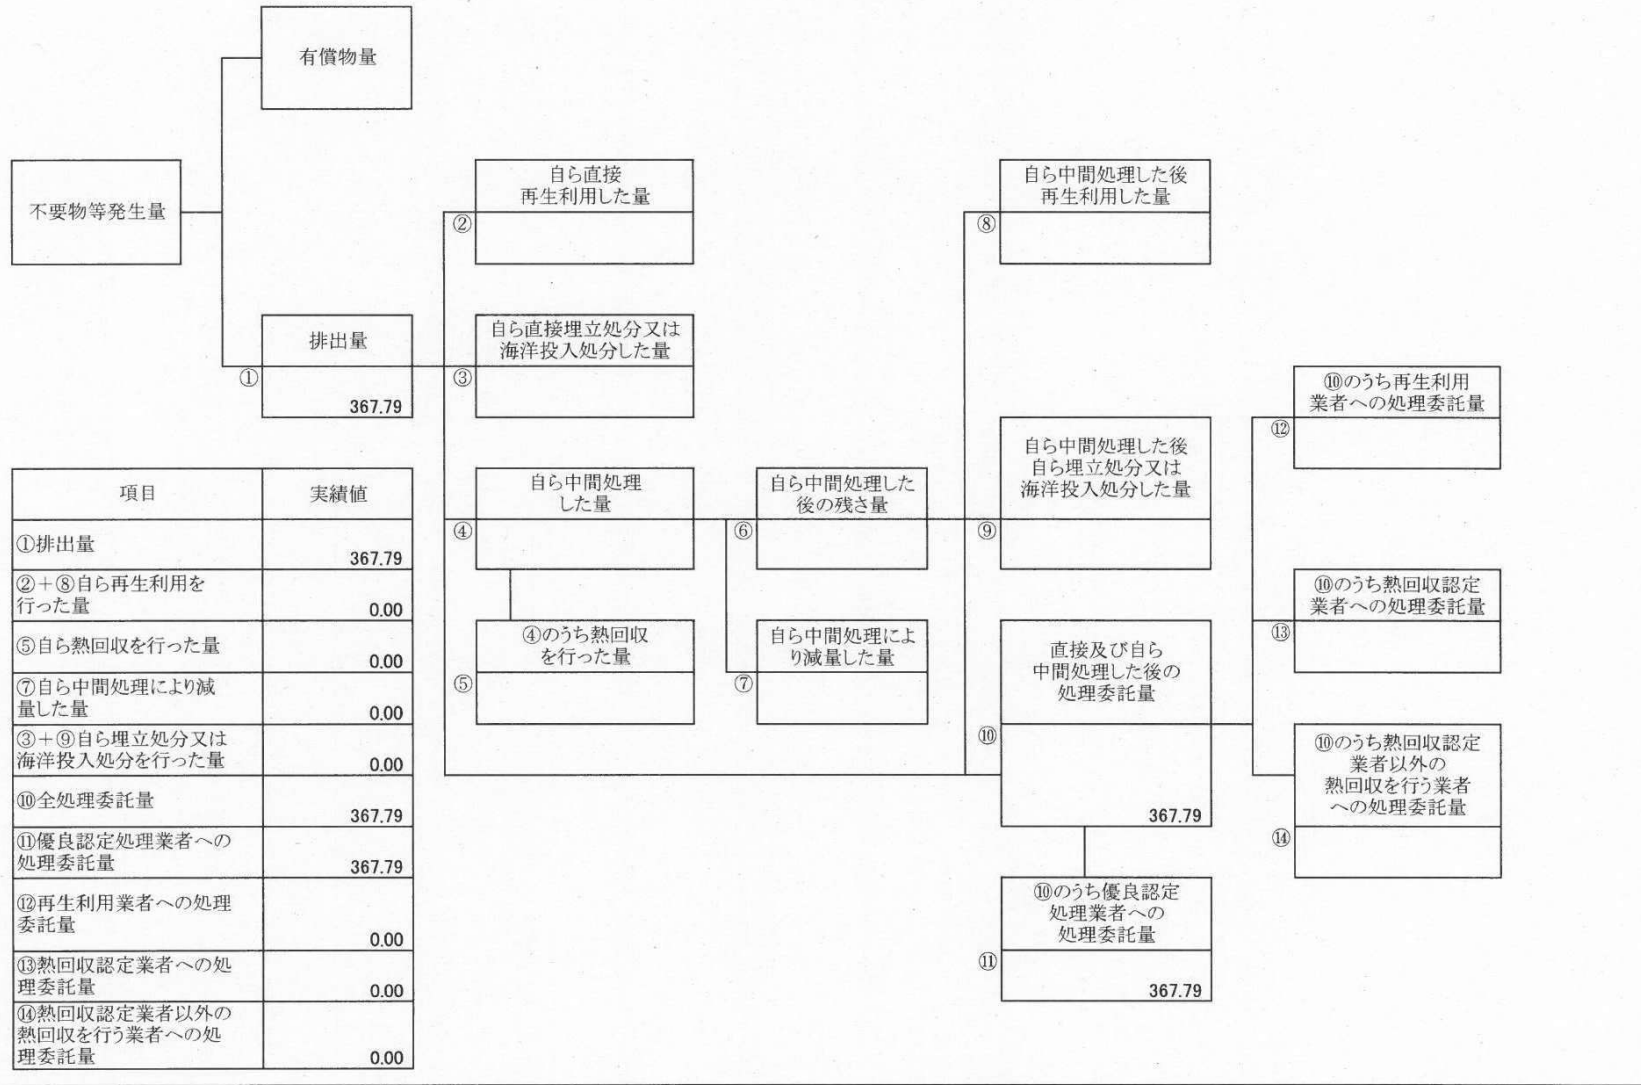 有償物量
不要物等発生量
自ら直接
再生利用した量
②
自ら中間処理した後
再生利用した量
⑧
排出量
①
367.79
自ら直接埋立処分又は
海洋投入処分した量
③
⑩のうち再生利用
業者への処理委託量
⑫
自ら中間処理
した量
④
自ら中間処理した
後の残さ量
⑥
自ら中間処理した後
自ら埋立処分又は
海洋投入処分した量
⑨
④のうち熱回収
を行った量
⑤
自ら中間処理によ
り減量した量
⑦
直接及び自ら
中間処理した後の
処理委託量
⑩
367.79
⑩のうち熱回収認定
業者への処理委託量
⑬
⑩のうち熱回収認定
業者以外の
熱回収を行う業者
への処理委託量
⑭
⑩のうち優良認定
処理業者への
処理委託量
⑪
367.79
項目 実績値
①排出量
367.79
②+⑧自ら再生利用を
行った量 0.00
⑤自ら熱回収を行った量
0.00
⑦自ら中間処理により減
量した量 0.00
③+⑨自ら埋立処分又は
海洋投入処分を行った量 0.00
⑩全処理委託量
367.79
⑪優良認定処理業者への
処理委託量 367.79
⑫再生利用業者への処理
委託量
0.00
⑬熱回収認定業者への処
理委託量 0.00
⑭熱回収認定業者以外の
熱回収を行う業者への処
理委託量 0.00